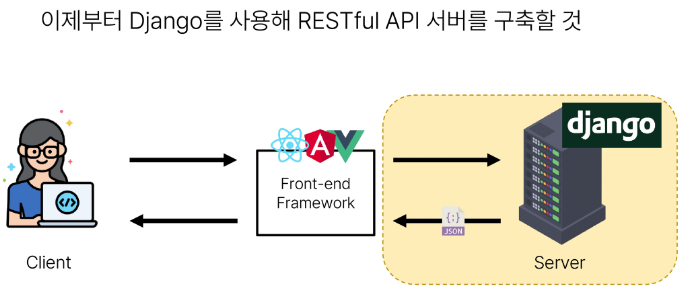 이제부터 Django를 사용해 RESTful API 서버를 구축할 것
django
A
Front-end
Framework
</>
{:}
JSON
Client
Server